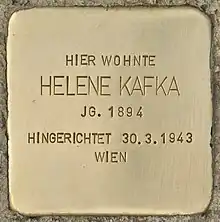 HIER WOHNTE
HELENE KAFKA
JG. 1894
HINGERICHTET 30.3.1943
WIEN